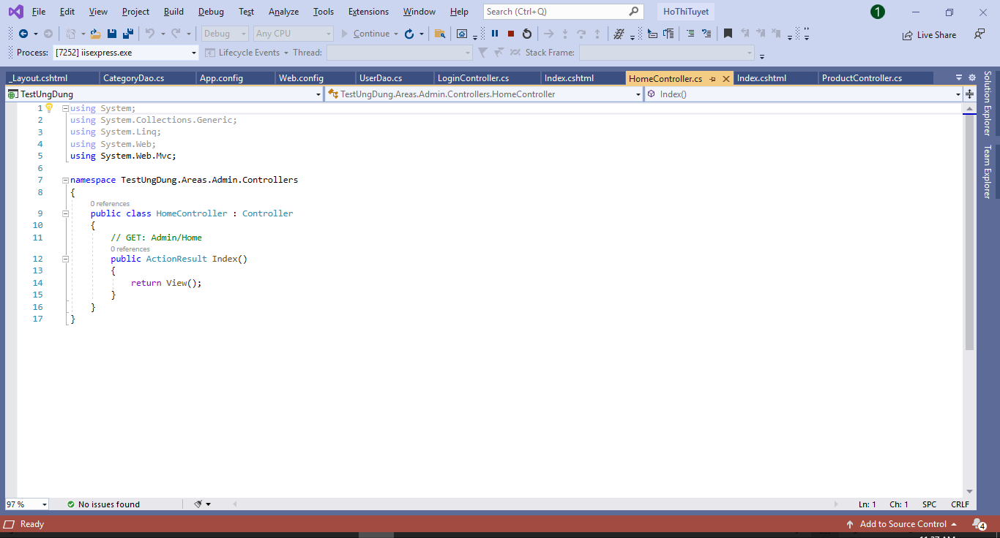 File Edit View Project Build Debug Test Analyze Tools Extensions Window Help Search (Ctrl+Q) HoThiTuyet 1
Debug Any CPU Continue Live Share
Process: [7252] iisexpress.exe Lifecycle Events Thread: Stack Frame:
_Layout.cshtml CategoryDao.cs App.config Web.config UserDao.cs LoginController.cs Index.cshtml HomeController.cs Index.cshtml ProductController.cs
TestUngDung TestUngDung.Areas.Admin.Controllers.HomeController Index()
Solution Explorer
Team Explorer
1 using System;
2 using System.Collections.Generic;
3 using System.Linq;
4 using System.Web;
5 using System.Web.Mvc;
6
7 namespace TestUngDung.Areas.Admin.Controllers
8 {
0 references
9 public class HomeController : Controller
10 {
11 // GET: Admin/Home
0 references
12 public ActionResult Index()
13 {
14 return View();
15 }
16 }
17 }
97 % No issues found Ln: 1 Ch: 1 SPC CRLF
Ready Add to Source Control 4